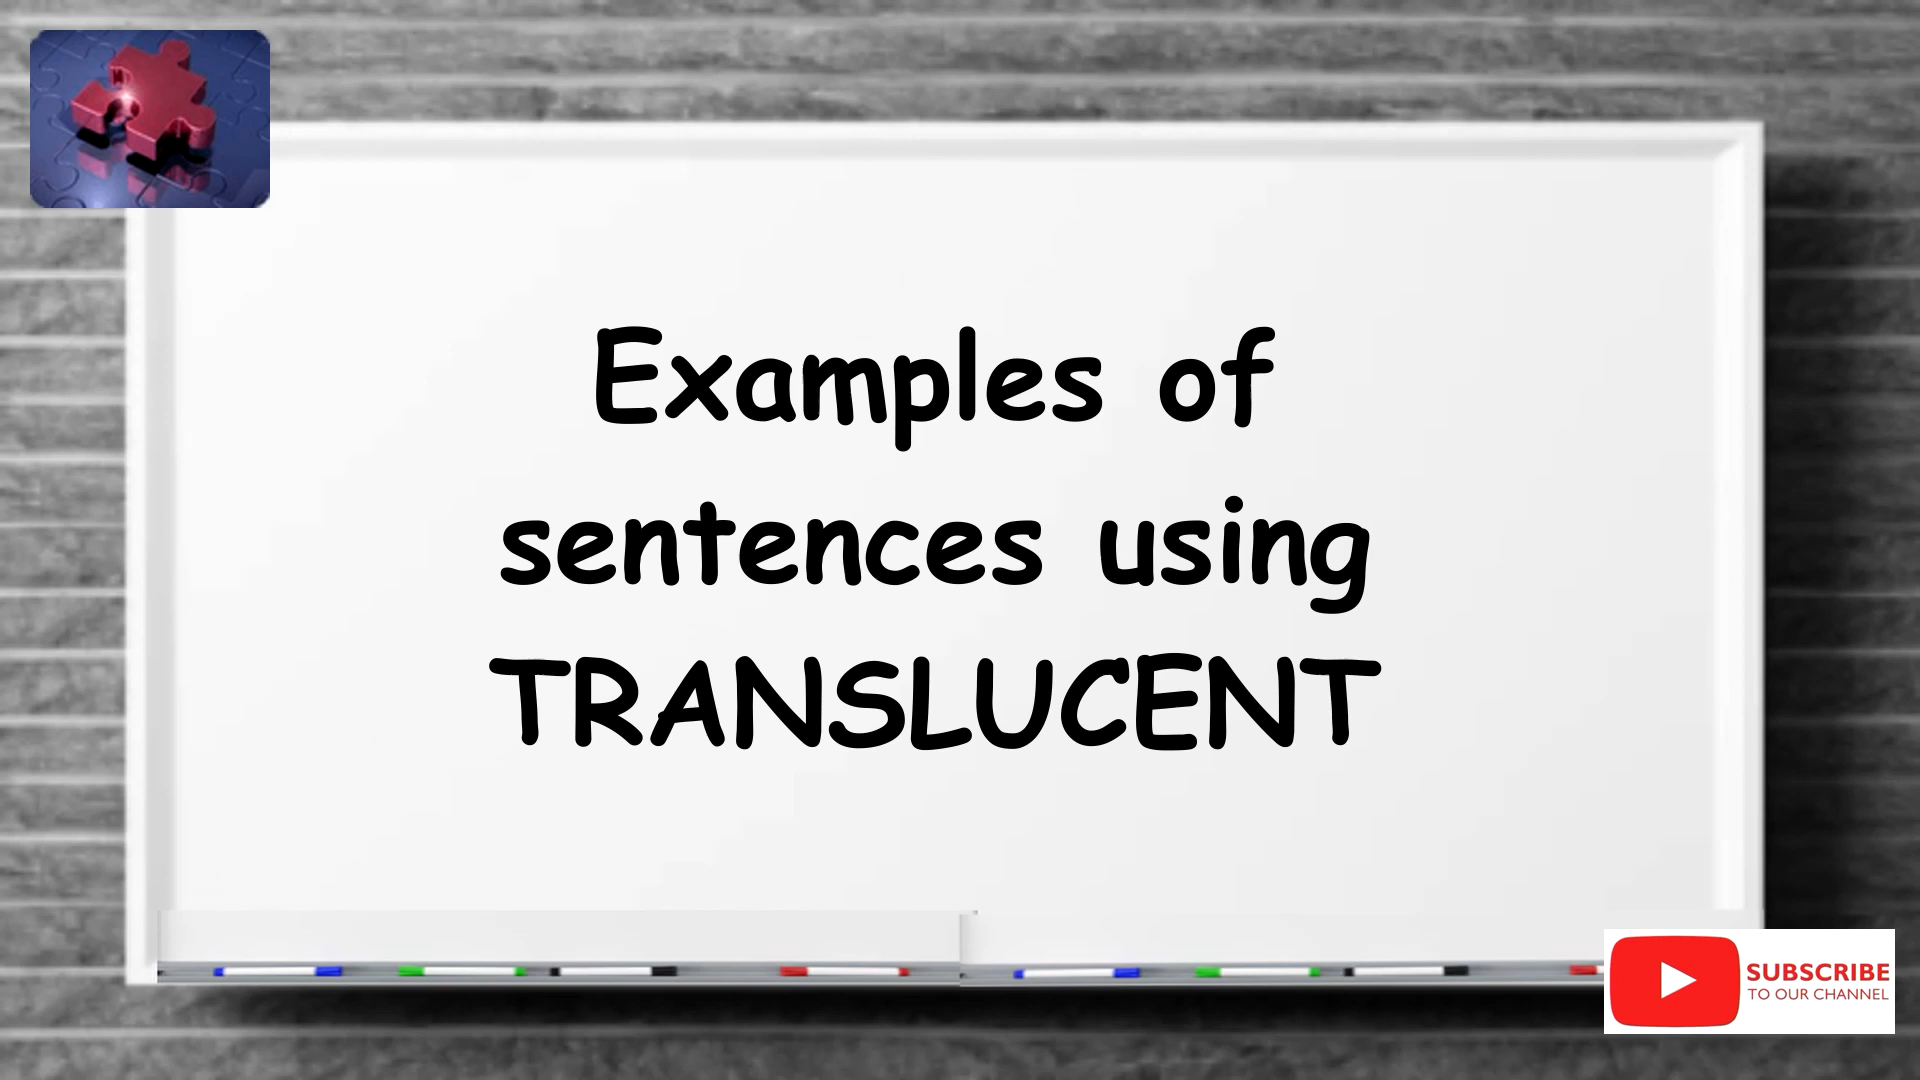 Examples of
sentences using
TRANSLUCENT
SUBSCRIBE
TO OUR CHANNEL